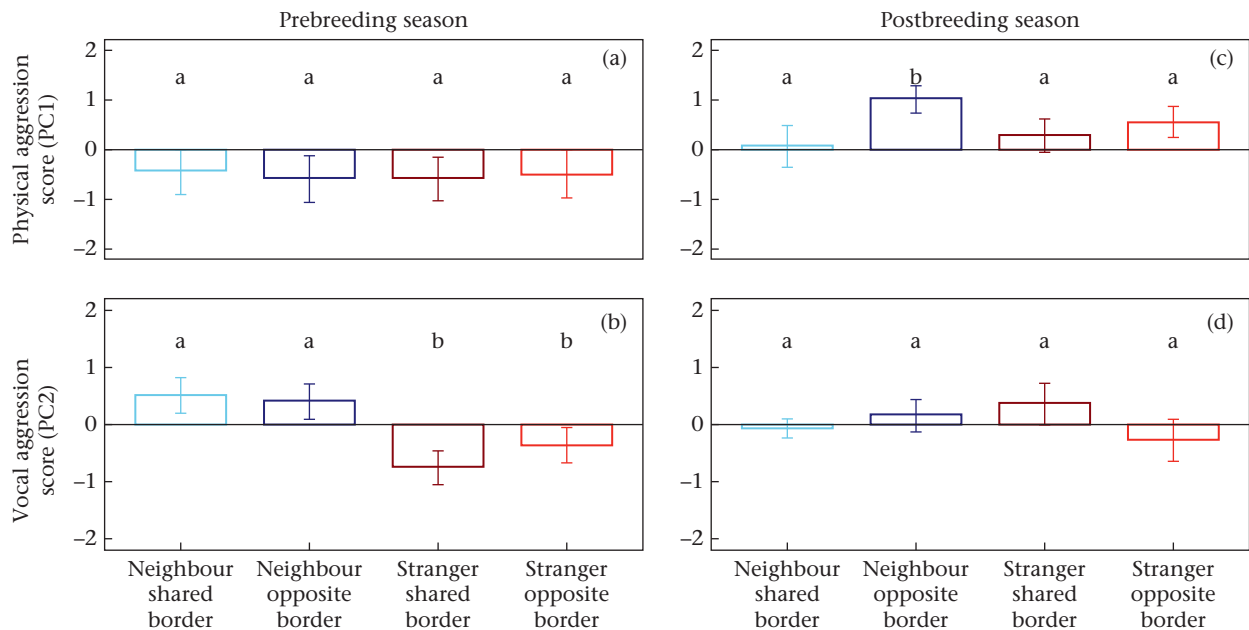 Prebreeding season
Postbreeding season
Physical aggression
score (PC1)
2
1
0
−1
−2
(a)
a a a a
2
1
0
−1
−2
(c)
a b a a
Vocal aggression
score (PC2)
2
1
0
−1
−2
(b)
a a b b
2
1
0
−1
−2
(d)
a a a a
Neighbour
shared
border
Neighbour
opposite
border
Stranger
shared
border
Stranger
opposite
border
Neighbour
shared
border
Neighbour
opposite
border
Stranger
shared
border
Stranger
opposite
border